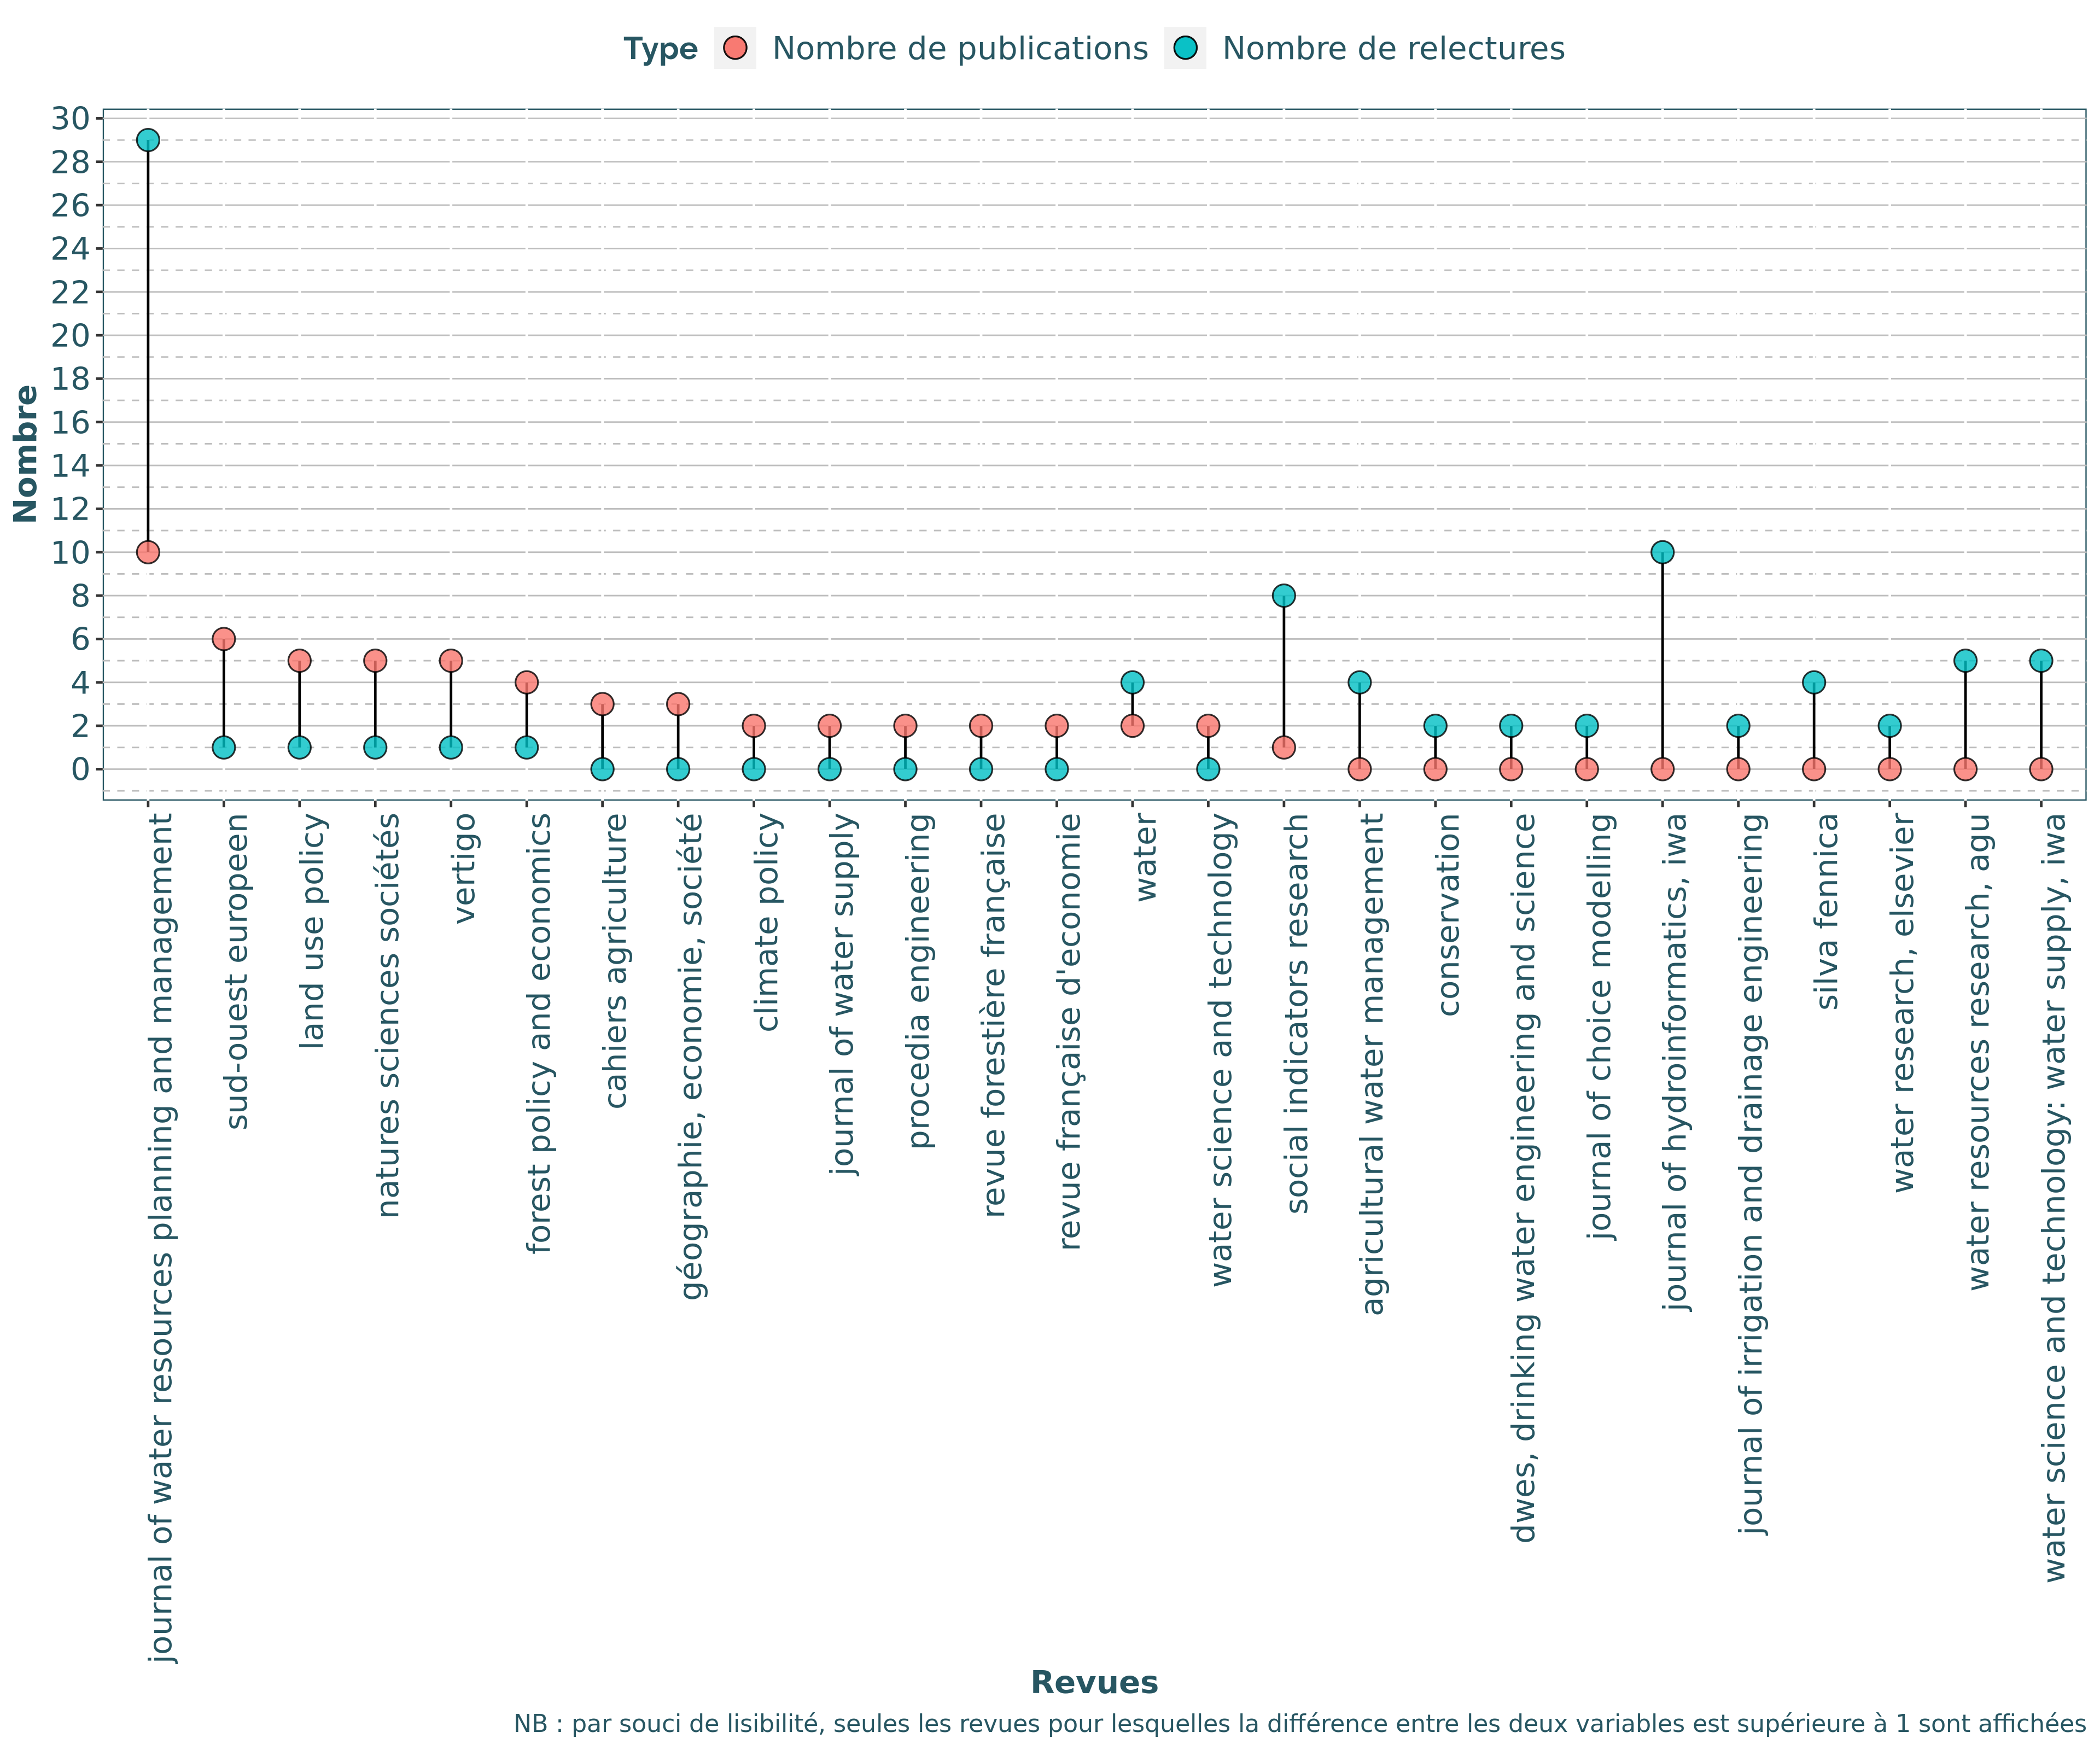 Type Nombre de publications Nombre de relectures
Nombre
30
28
26
24
22
20
18
16
14
12
10
8
6
4
2
0
journal of water resources planning and management
sud-ouest europeen
land use policy
natures sciences sociétés
vertigo
forest policy and economics
cahiers agriculture
géographie, economie, société
climate policy
journal of water supply
procedia engineering
revue forestière française
revue française d'economie
water
water science and technology
social indicators research
agricultural water management
conservation
dwes, drinking water engineering and science
journal of choice modelling
journal of hydroinformatics, iwa
journal of irrigation and drainage engineering
silva fennica
water research, elsevier
water resources research, agu
water science and technology: water supply, iwa
Revues
NB : par souci de lisibilité, seules les revues pour lesquelles la différence entre les deux variables est supérieure à 1 sont affichées